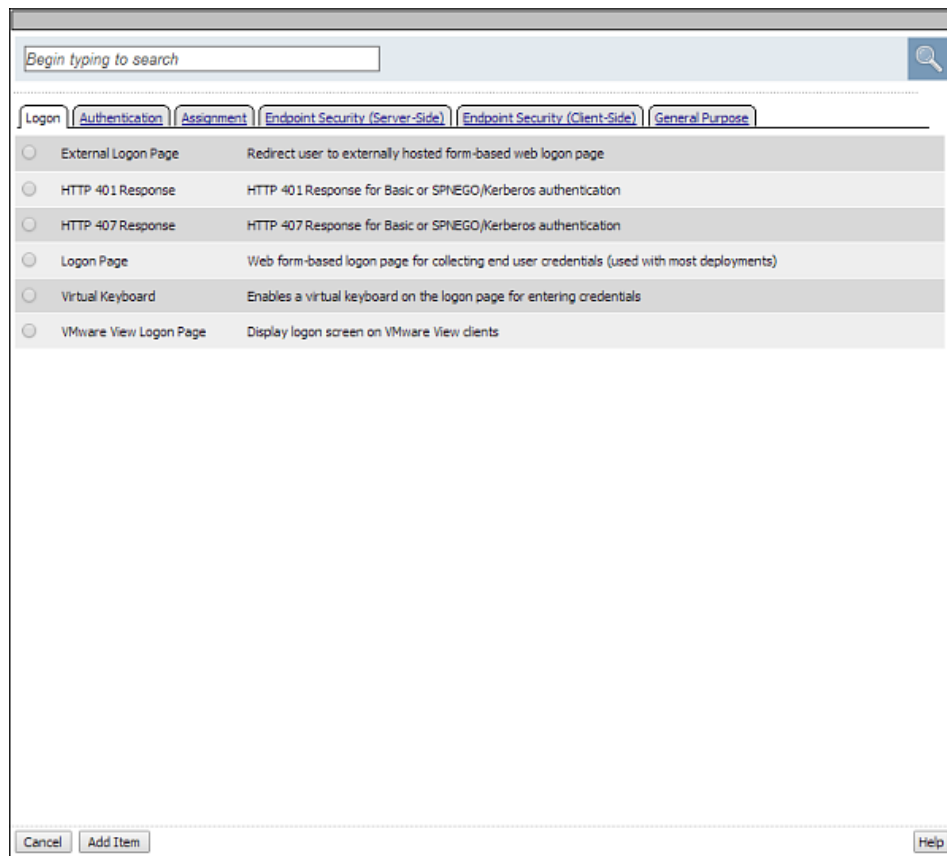 Begin typing to search
Logon Authentication Assignment Endpoint Security (Server-Side) Endpoint Security (Client-Side) General Purpose
External Logon Page Redirect user to externally hosted form-based web logon page
HTTP 401 Response HTTP 401 Response for Basic or SPNEGO/Kerberos authentication
HTTP 407 Response HTTP 407 Response for Basic or SPNEGO/Kerberos authentication
Logon Page Web form-based logon page for collecting end user credentials (used with most deployments)
Virtual Keyboard Enables a virtual keyboard on the logon page for entering credentials
VMware View Logon Page Display logon screen on VMware View clients
Cancel Add Item Help